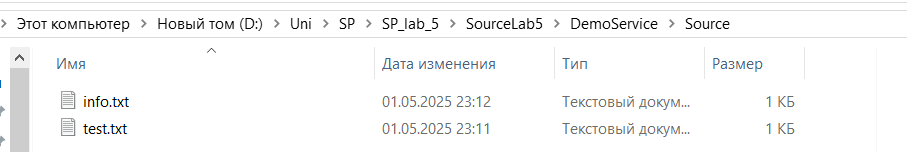 Этот компьютер > Новый том (D:) > Uni > SP > SP_lab_5 > SourceLab5 > DemoService > Source
Имя Дата изменения Тип Размер
info.txt 01.05.2025 23:12 Текстовый докум... 1 КБ
test.txt 01.05.2025 23:11 Текстовый докум... 1 КБ